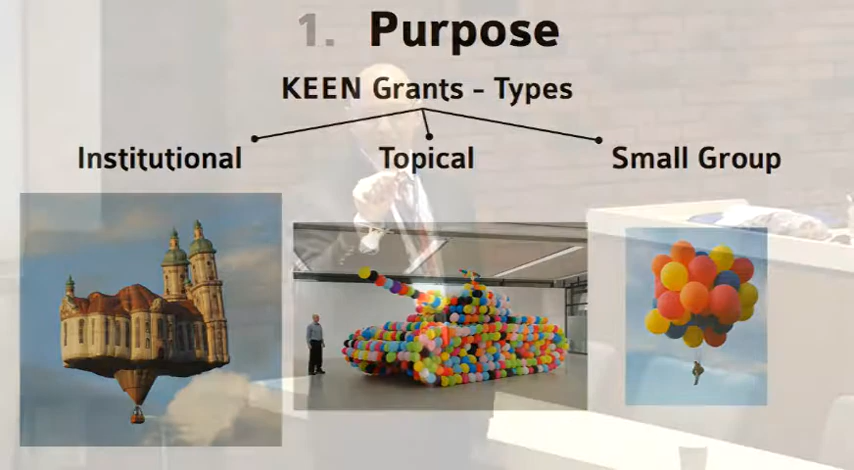 1. Purpose
KEEN Grants - Types
Institutional Topical Small Group